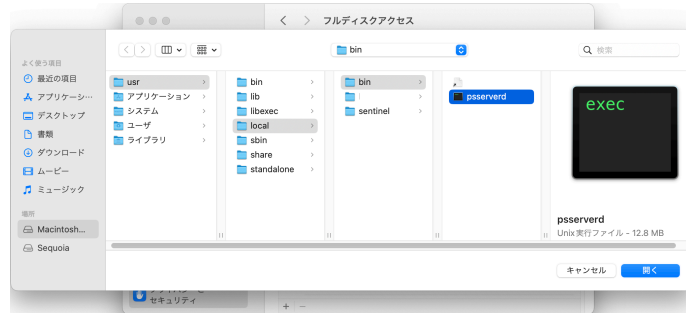 フルディスクアクセス
bin
検索
よく使う項目
最近の項目
アプリケーシ…
デスクトップ
書類
ダウンロード
ムービー
ミュージック
場所
Macintosh...
Sequoia
usr
アプリケーション
システム
ユーザ
ライブラリ
bin
lib
libexec
local
sbin
share
standalone
bin
sentinel
psserverd
exec
psserverd
Unix実行ファイル - 12.8 MB
キャンセル
開く
セキュリティ